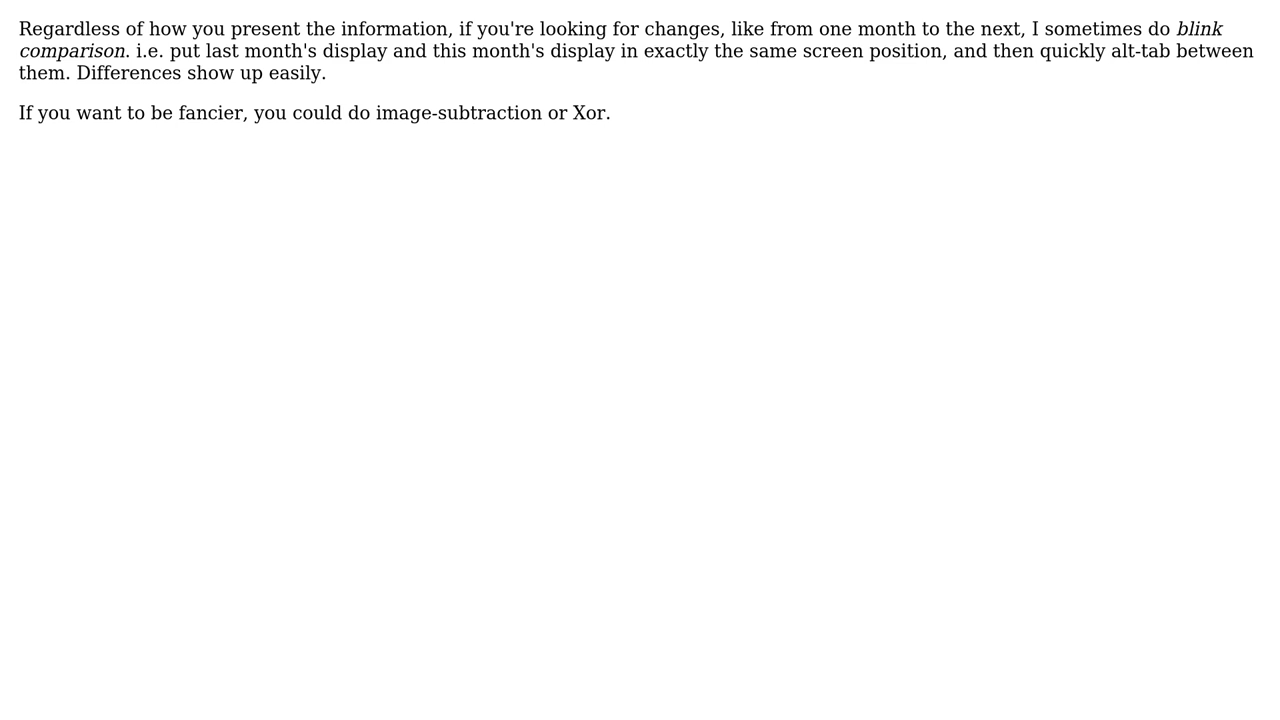 Regardless of how you present the information, if you're looking for changes, like from one month to the next, I sometimes do blink
comparison. i.e. put last month's display and this month's display in exactly the same screen position, and then quickly alt-tab between
them. Differences show up easily.
If you want to be fancier, you could do image-subtraction or Xor.